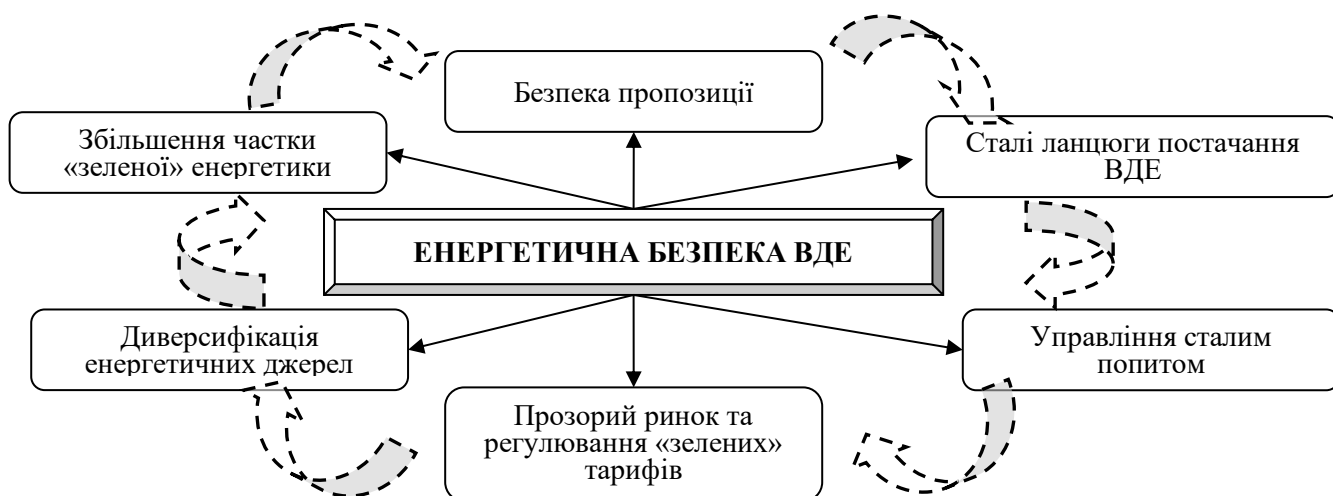 Безпека пропозиції
Збільшення частки
«зеленої» енергетики
Сталі ланцюги постачання
ВДЕ
ЕНЕРГЕТИЧНА БЕЗПЕКА ВДЕ
Диверсифікація
енергетичних джерел
Управління сталим
попитом
Прозорий ринок та
регулювання «зелених»
тарифів